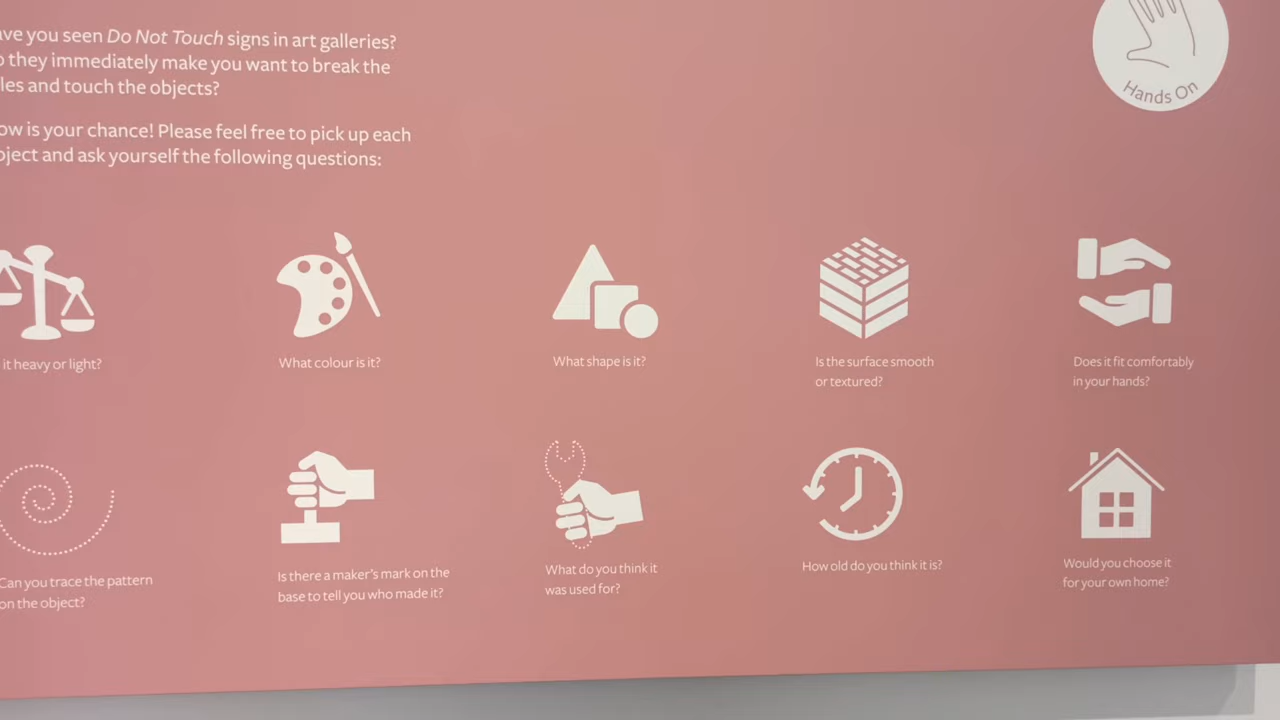 you seen Do Not Touch signs in art galleries?
they immediately make you want to break the
and touch the objects?
is your chance! Please feel free to pick up each
and ask yourself the following questions:
Hands On
it heavy or light?
What colour is it?
What shape is it?
Is the surface smooth
or textured?
Does it fit comfortably
in your hands?
Can you trace the pattern
on the object?
Is there a maker's mark on the
base to tell you who made it?
What do you think it
was used for?
How old do you think it is?
Would you choose it
for your own home?